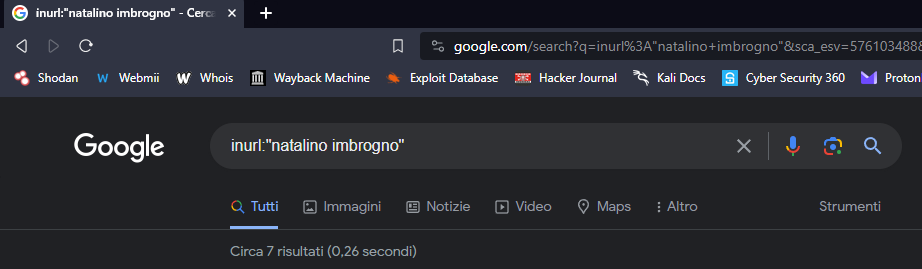 inurl:"natalino imbrogno" - Cerca
google.com/search?q=inurl%3A"natalino+imbrogno"&sca_esv=576103488
Shodan Webmii Whois Wayback Machine Exploit Database Hacker Journal Kali Docs Cyber Security 360 Proton
Google
inurl:"natalino imbrogno"
Tutti Immagini Notizie Video Maps Altro Strumenti
Circa 7 risultati (0,26 secondi)